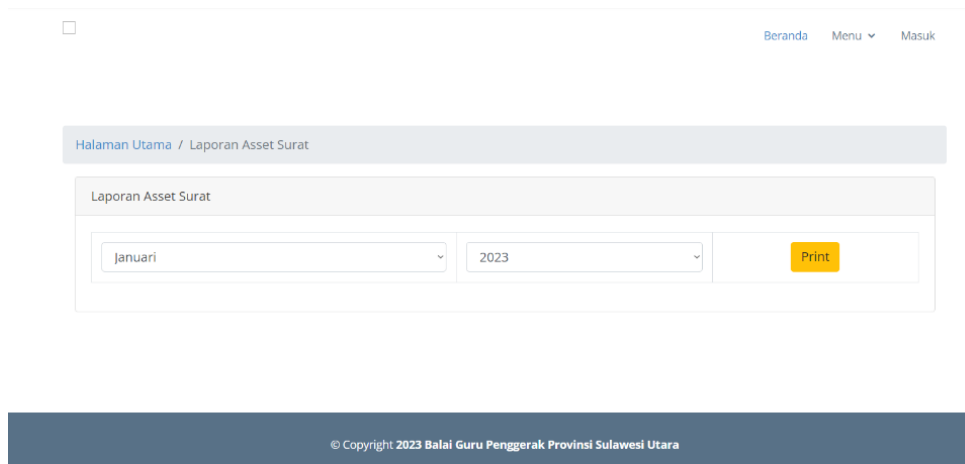 Beranda Menu Masuk
Halaman Utama / Laporan Asset Surat
Laporan Asset Surat
Januari 2023 Print
© Copyright 2023 Balai Guru Penggerak Provinsi Sulawesi Utara